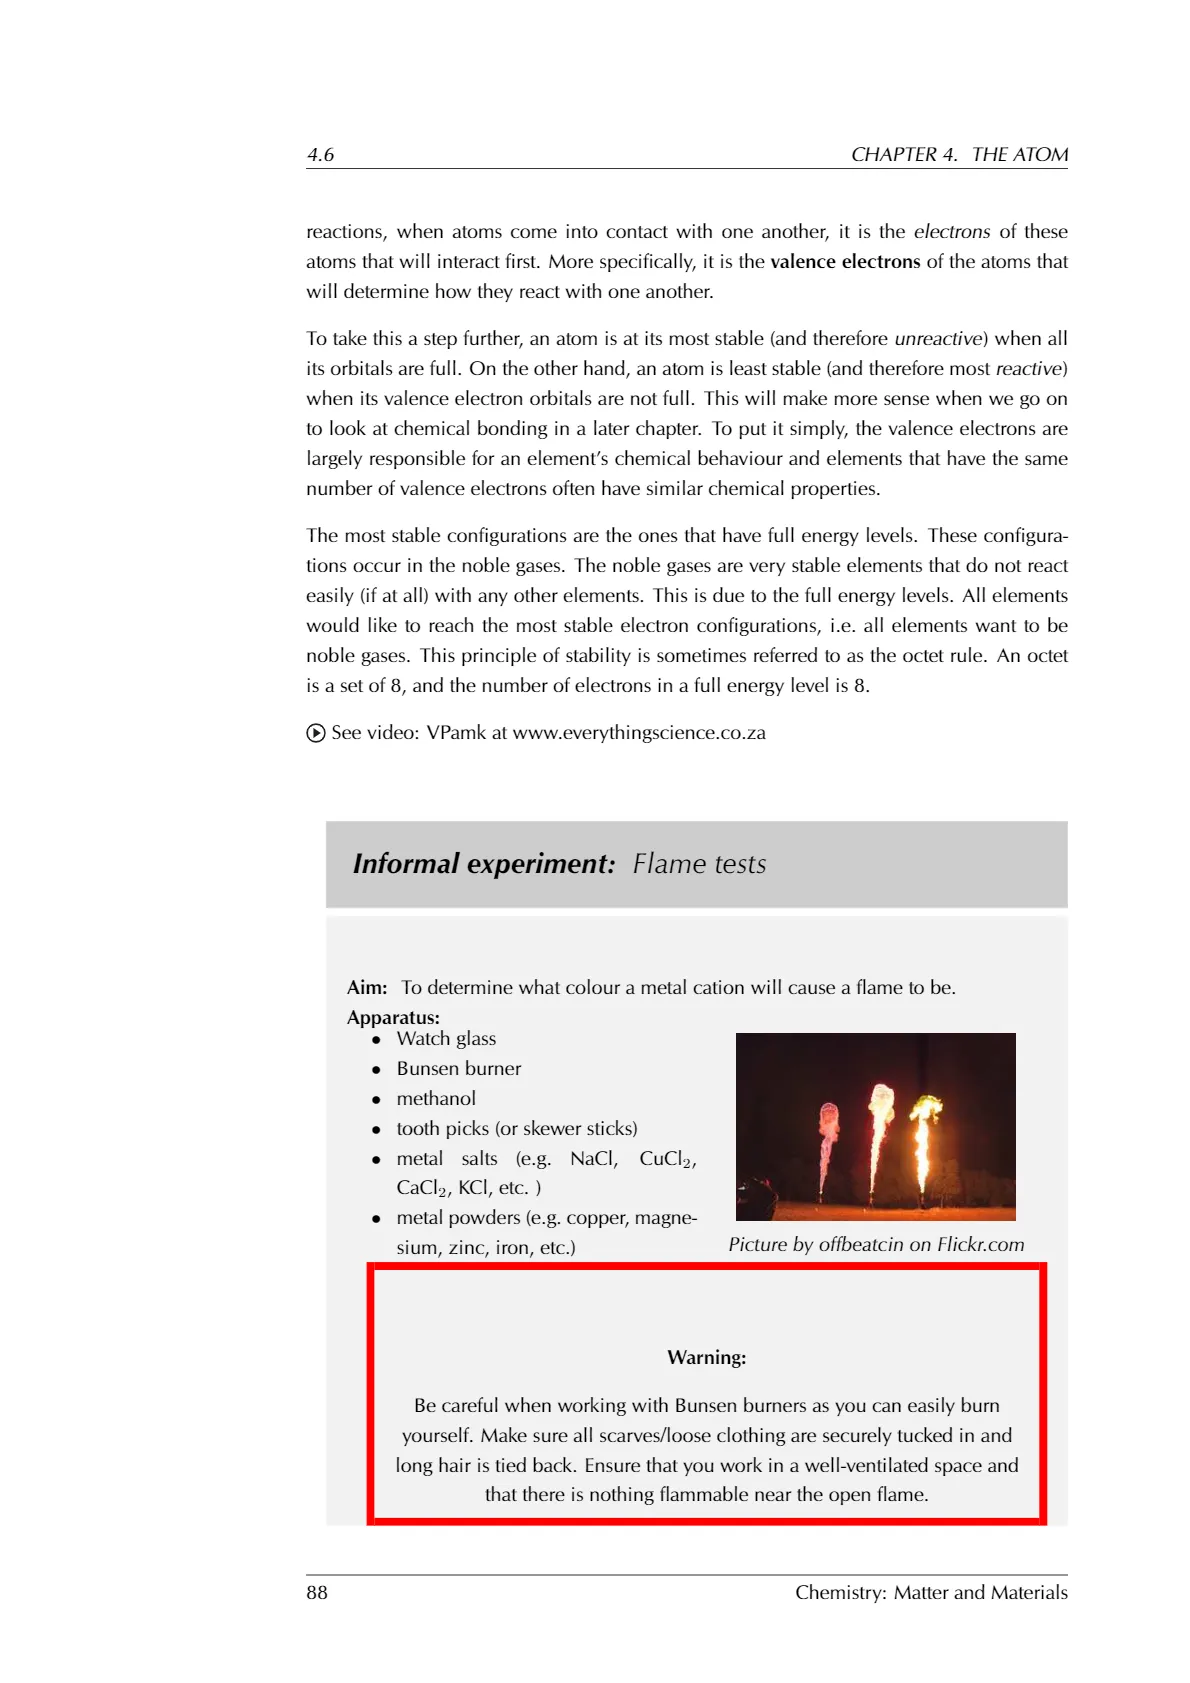 4.6 CHAPTER 4. THE ATOM
reactions, when atoms come into contact with one another, it is the electrons of these
atoms that will interact first. More specifically, it is the valence electrons of the atoms that
will determine how they react with one another.
To take this a step further, an atom is at its most stable (and therefore unreactive) when all
its orbitals are full. On the other hand, an atom is least stable (and therefore most reactive)
when its valence electron orbitals are not full. This will make more sense when we go on
to look at chemical bonding in a later chapter. To put it simply, the valence electrons are
largely responsible for an element's chemical behaviour and elements that have the same
number of valence electrons often have similar chemical properties.
The most stable configurations are the ones that have full energy levels. These configura-
tions occur in the noble gases. The noble gases are very stable elements that do not react
easily (if at all) with any other elements. This is due to the full energy levels. All elements
would like to reach the most stable electron configurations, i.e. all elements want to be
noble gases. This principle of stability is sometimes referred to as the octet rule. An octet
is a set of 8, and the number of electrons in a full energy level is 8.
See video: VPamk at www.everythingscience.co.za
Informal experiment: Flame tests
Aim: To determine what colour a metal cation will cause a flame to be.
Apparatus:
• Watch glass
• Bunsen burner
• methanol
• tooth picks (or skewer sticks)
• metal salts (e.g. NaCl, CuCl₂,
CaCl₂, KCl, etc. )
• metal powders (e.g. copper, magne-
sium, zinc, iron, etc.)
Picture by offbeatcin on Flickr.com
Warning:
Be careful when working with Bunsen burners as you can easily burn
yourself. Make sure all scarves/loose clothing are securely tucked in and
long hair is tied back. Ensure that you work in a well-ventilated space and
that there is nothing flammable near the open flame.
88 Chemistry: Matter and Materials